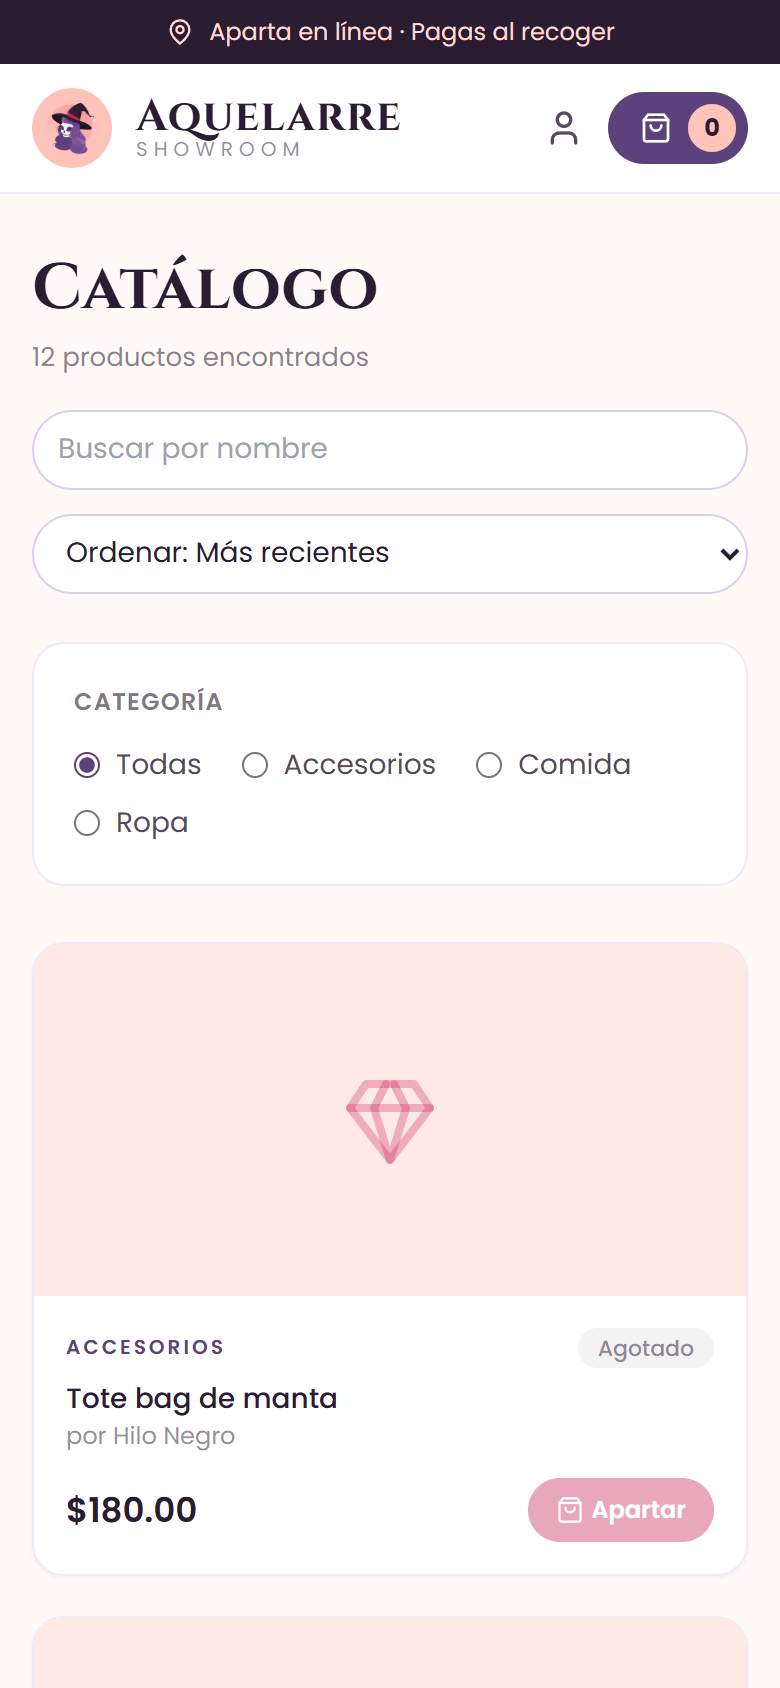 Aparta en línea · Pagas al recoger
AQUELARRE
SHOWROOM
0
CATÁLOGO
12 productos encontrados
Buscar por nombre
Ordenar: Más recientes
CATEGORÍA
Todas Accesorios Comida
Ropa
ACCESORIOS Agotado
Tote bag de manta
por Hilo Negro
$180.00 Apartar